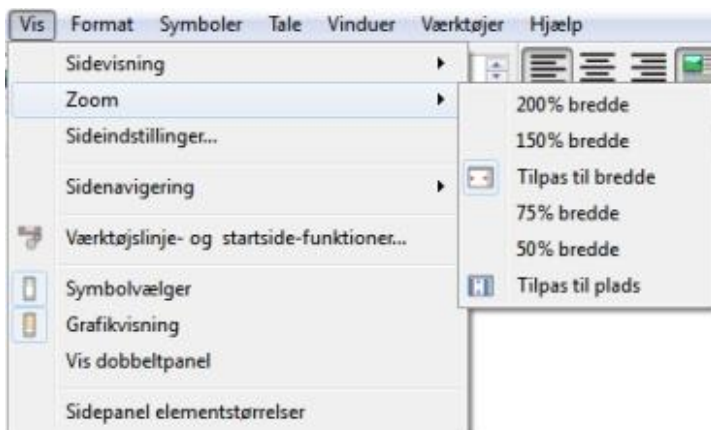 Vis Format Symboler Tale Vinduer Værktøjer Hjælp
Sidevisning
Zoom
Sideindstillinger...
Sidenavigering
Værktøjslinje- og startside-funktioner...
Symbolvælger
Grafikvisning
Vis dobbeltpanel
Sidepanel elementstørrelser
200% bredde
150% bredde
Tilpas til bredde
75% bredde
50% bredde
Tilpas til plads